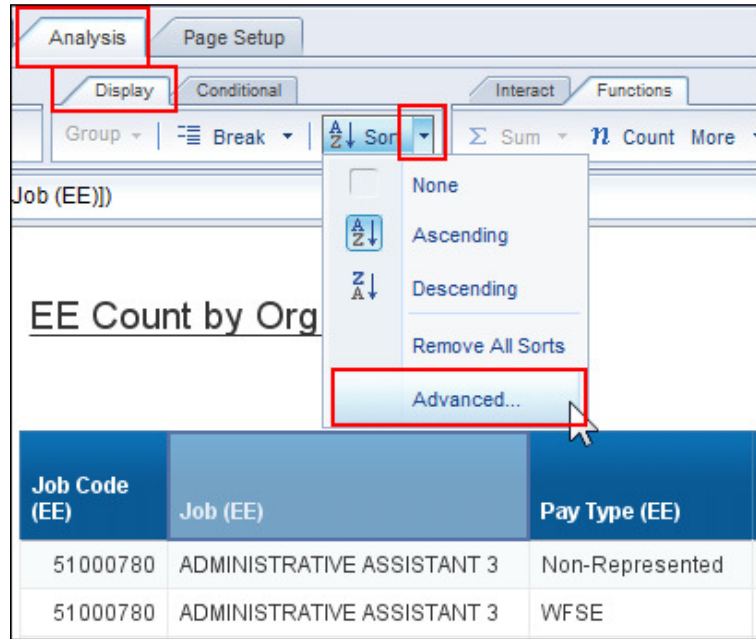 Analysis Page Setup
Display Conditional Interact Functions
Group Break Sort Σ Sum n Count More
Job (EE)])
None
Ascending
Descending
EE Count by Org
Remove All Sorts
Advanced...
Job Code (EE) Job (EE) Pay Type (EE)
51000780 ADMINISTRATIVE ASSISTANT 3 Non-Represented
51000780 ADMINISTRATIVE ASSISTANT 3 WFSE